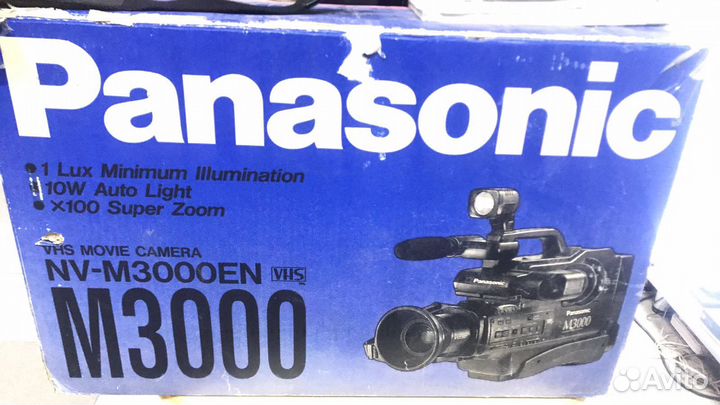 Panasonic
1 Lux Minimum Illumination
10W Auto Light
×100 Super Zoom
VHS MOVIE CAMERA
NV-M3000EN VHS
M3000
Panasonic
Panasonic
M3000
Avito